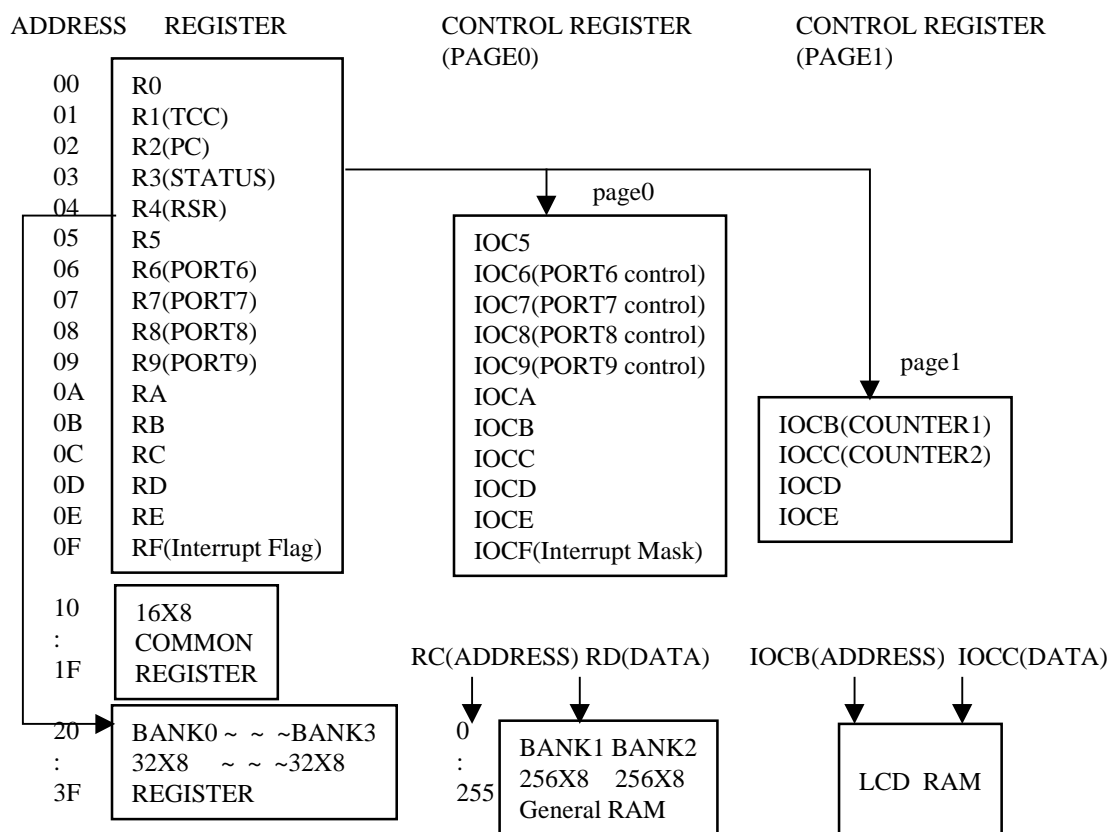 ADDRESS REGISTER CONTROL REGISTER CONTROL REGISTER
(PAGE0) (PAGE1)
00 R0
01 R1(TCC)
02 R2(PC)
03 R3(STATUS)
page0
04 R4(RSR)
05 R5 IOC5
06 R6(PORT6) IOC6(PORT6 control)
07 R7(PORT7) IOC7(PORT7 control)
08 R8(PORT8) IOC8(PORT8 control)
09 R9(PORT9) IOC9(PORT9 control) page1
0A RA IOCA
0B RB IOCB IOCB(COUNTER1)
0C RC IOCC IOCC(COUNTER2)
0D RD IOCD IOCD
0E RE IOCE IOCE
0F RF(Interrupt Flag) IOCF(Interrupt Mask)
10 16X8
: COMMON
1F REGISTER
RC(ADDRESS) RD(DATA) IOCB(ADDRESS) IOCC(DATA)
20 BANK0 ~ ~ ~BANK3
: 32X8 ~ ~ ~32X8
3F REGISTER
0 BANK1 BANK2
: 256X8 256X8
255 General RAM
LCD RAM